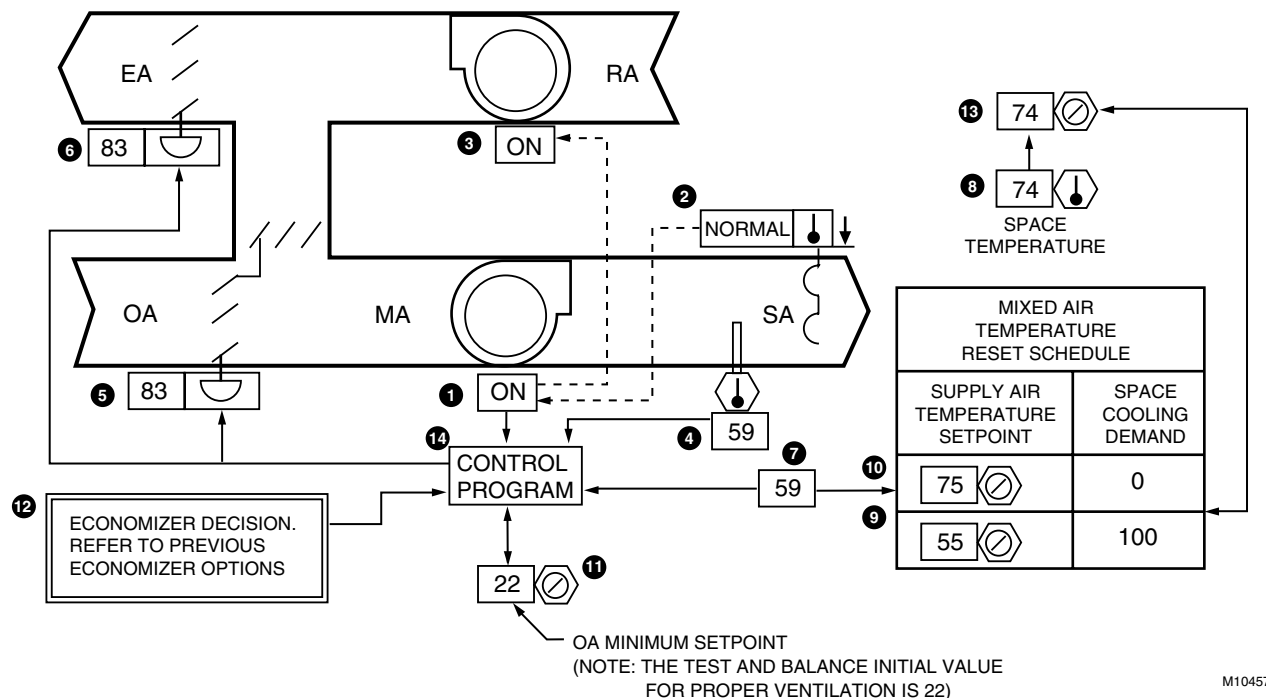 EA
RA
6
83
3
ON
13
74
8
74
SPACE
TEMPERATURE
2
NORMAL
OA
MA
SA
5
83
1
ON
4
59
14
CONTROL
PROGRAM
7
59
12
ECONOMIZER DECISION.
REFER TO PREVIOUS
ECONOMIZER OPTIONS
22
11
OA MINIMUM SETPOINT
(NOTE: THE TEST AND BALANCE INITIAL VALUE
FOR PROPER VENTILATION IS 22)
MIXED AIR
TEMPERATURE
RESET SCHEDULE
SUPPLY AIR
TEMPERATURE
SETPOINT
SPACE
COOLING
DEMAND
10
75
0
9
55
100
M10457